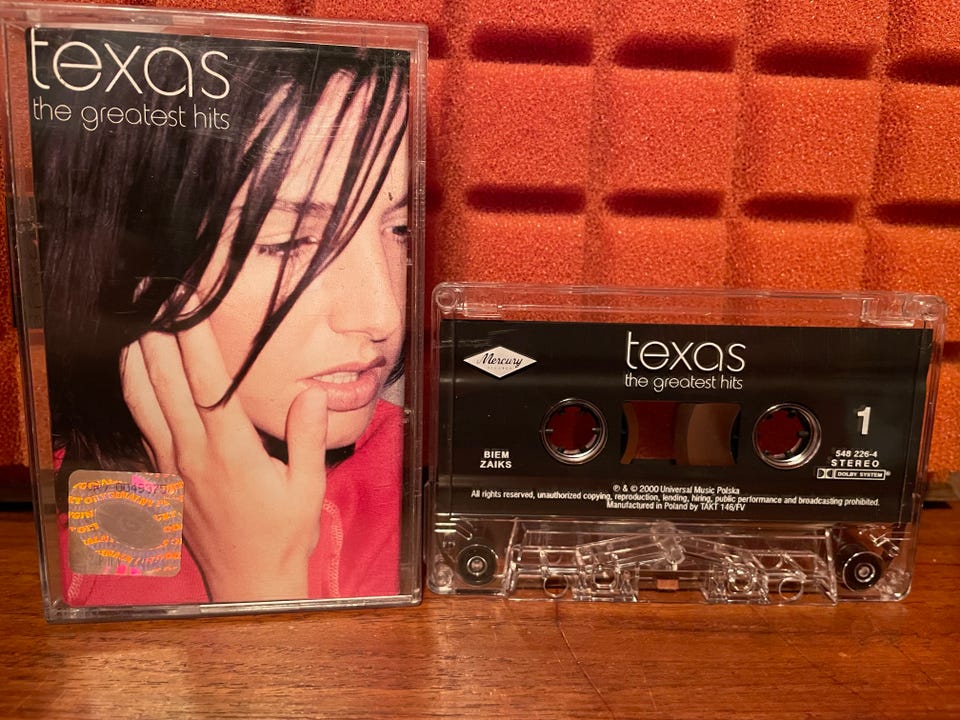 texas
the greatest hits
Mercury
texas
the greatest hits
1
BIEM
ZAIKS
548 226-4
STEREO
DOLBY SYSTEM
℗ & © 2000 Universal Music Polska
All rights reserved, unauthorized copying, reproduction, lending, hiring, public performance and broadcasting prohibited.
Manufactured in Poland by TAKT 146/FV